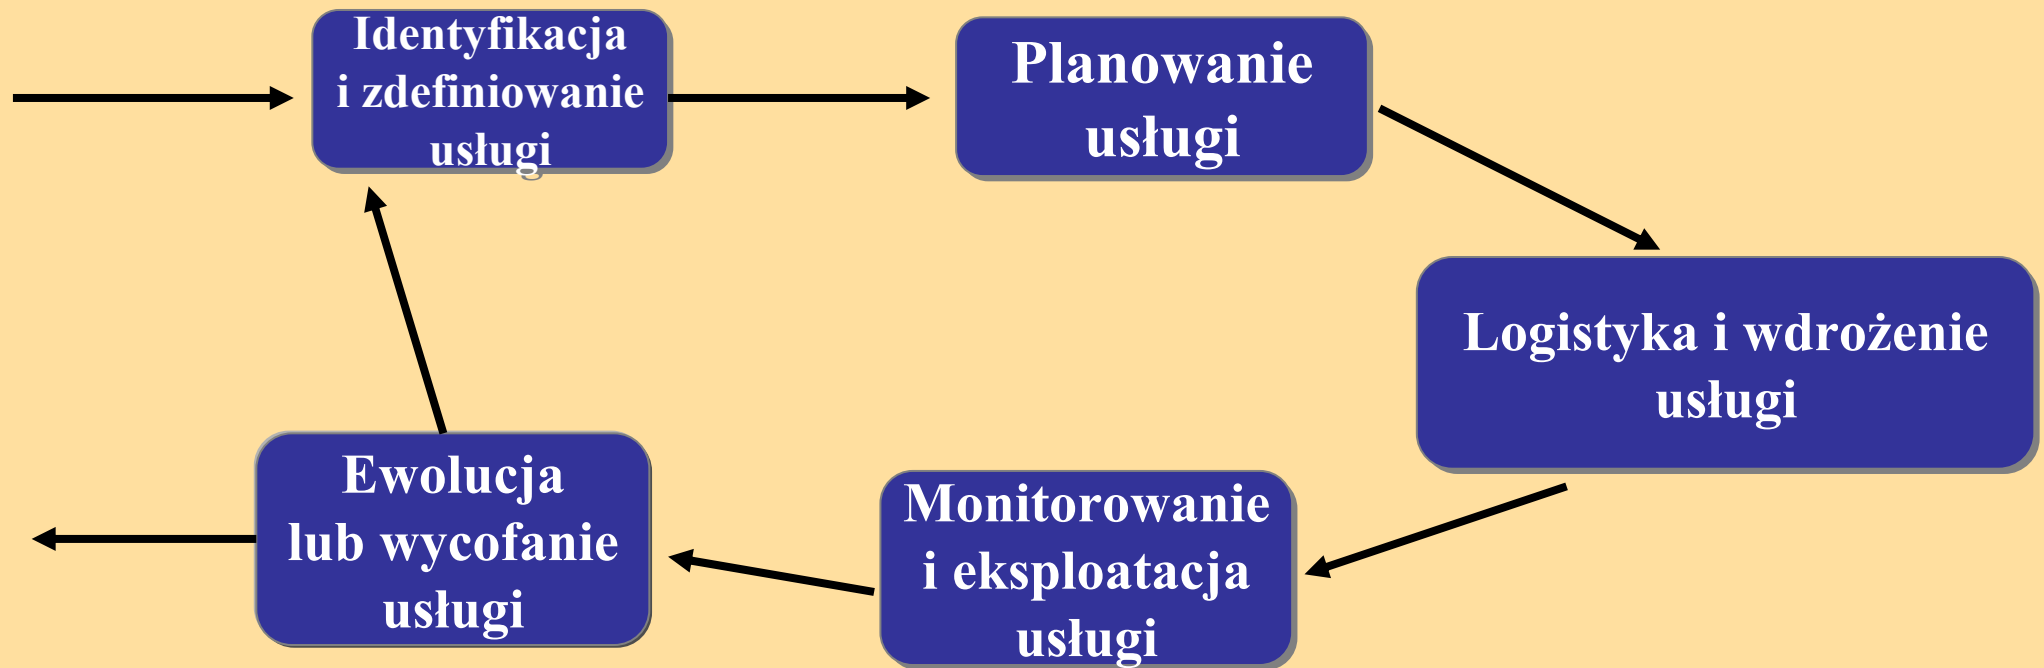 Identyfikacja
i zdefiniowanie
usługi
Planowanie
usługi
Logistyka i wdrożenie
usługi
Monitorowanie
i eksploatacja
usługi
Ewolucja
lub wycofanie
usługi